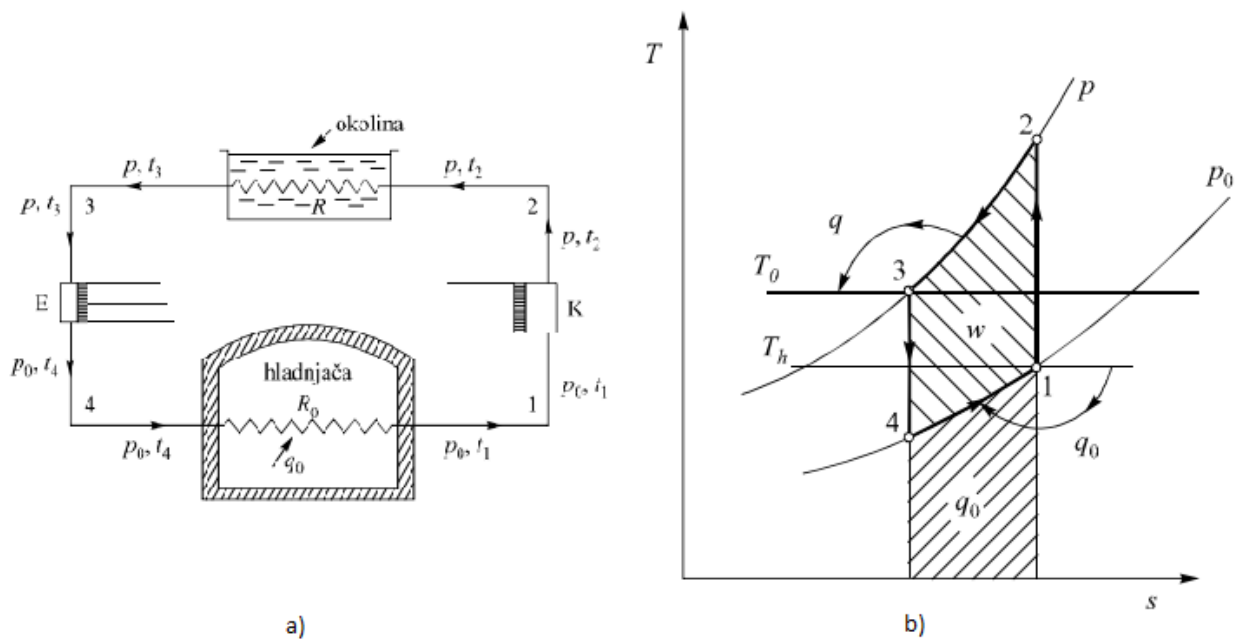 okolina
p, t₃
p, t₂
R
p, t₃
3
2
p, t₂
E
K
hladnjača
p₀, t₄
R₀
p₀, t₁
4
1
p₀, t₄
q₀
p₀, t₁
a)
T
p
2
p₀
q
T₀
3
w
Tₕ
1
4
q₀
q₀
s
b)